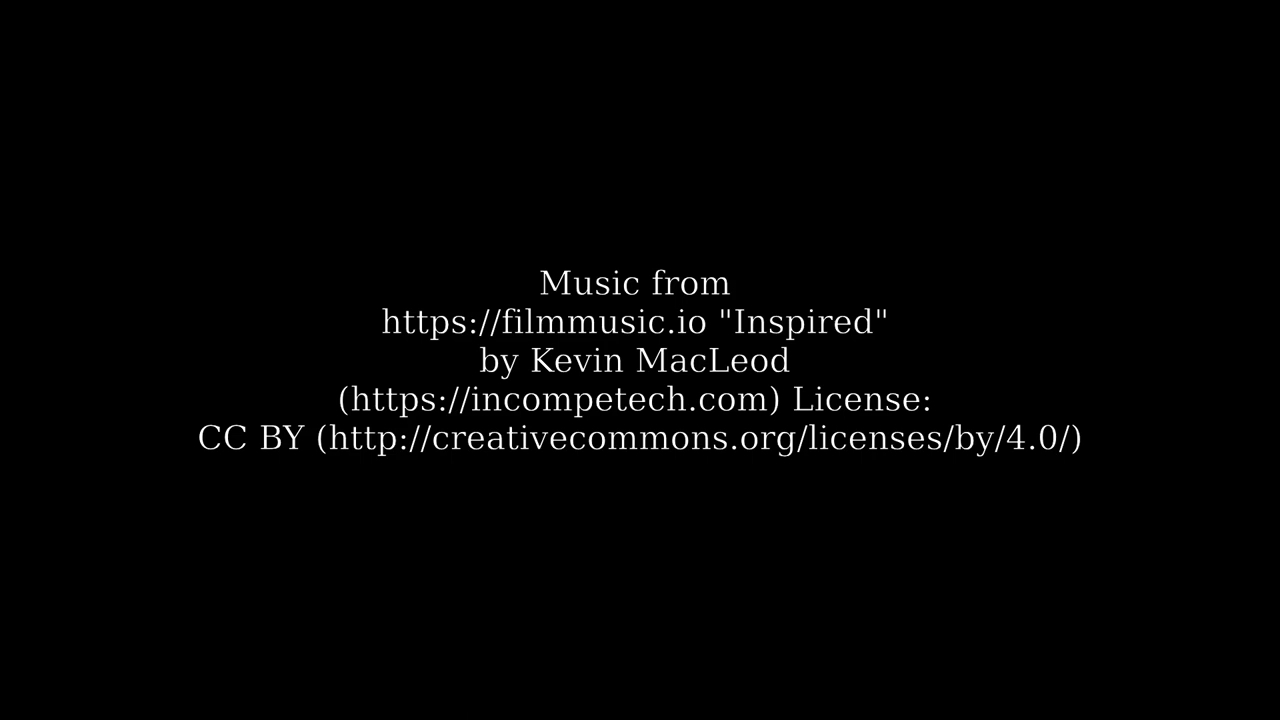 Music from
https://filmmusic.io "Inspired"
by Kevin MacLeod
(https://incompetech.com) License:
CC BY (http://creativecommons.org/licenses/by/4.0/)